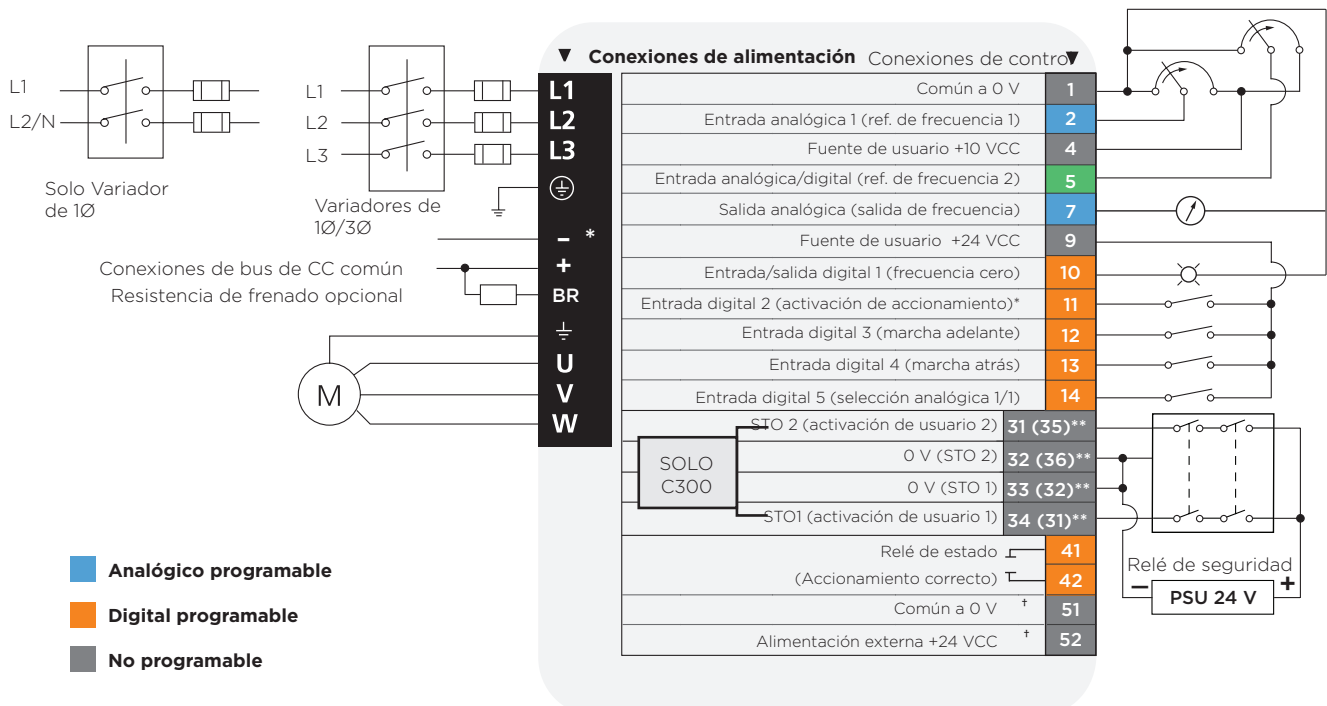 ▼ Conexiones de alimentación Conexiones de contro▼
L1
L2/N
Solo Variador
de 1Ø
L1
L2
L3
Variadores de
1Ø/3Ø
Conexiones de bus de CC común
Resistencia de frenado opcional
M
L1
L2
L3
– *
+
BR
U
V
W
Común a 0 V 1
Entrada analógica 1 (ref. de frecuencia 1) 2
Fuente de usuario +10 VCC 4
Entrada analógica/digital (ref. de frecuencia 2) 5
Salida analógica (salida de frecuencia) 7
Fuente de usuario +24 VCC 9
Entrada/salida digital 1 (frecuencia cero) 10
Entrada digital 2 (activación de accionamiento)* 11
Entrada digital 3 (marcha adelante) 12
Entrada digital 4 (marcha atrás) 13
Entrada digital 5 (selección analógica 1/1) 14
STO 2 (activación de usuario 2) 31 (35)**
0 V (STO 2) 32 (36)**
0 V (STO 1) 33 (32)**
STO1 (activación de usuario 1) 34 (31)**
SOLO
C300
Relé de estado 41
(Accionamiento correcto) 42
Común a 0 V † 51
Alimentación externa +24 VCC † 52
Relé de seguridad
– PSU 24 V +
Analógico programable
Digital programable
No programable